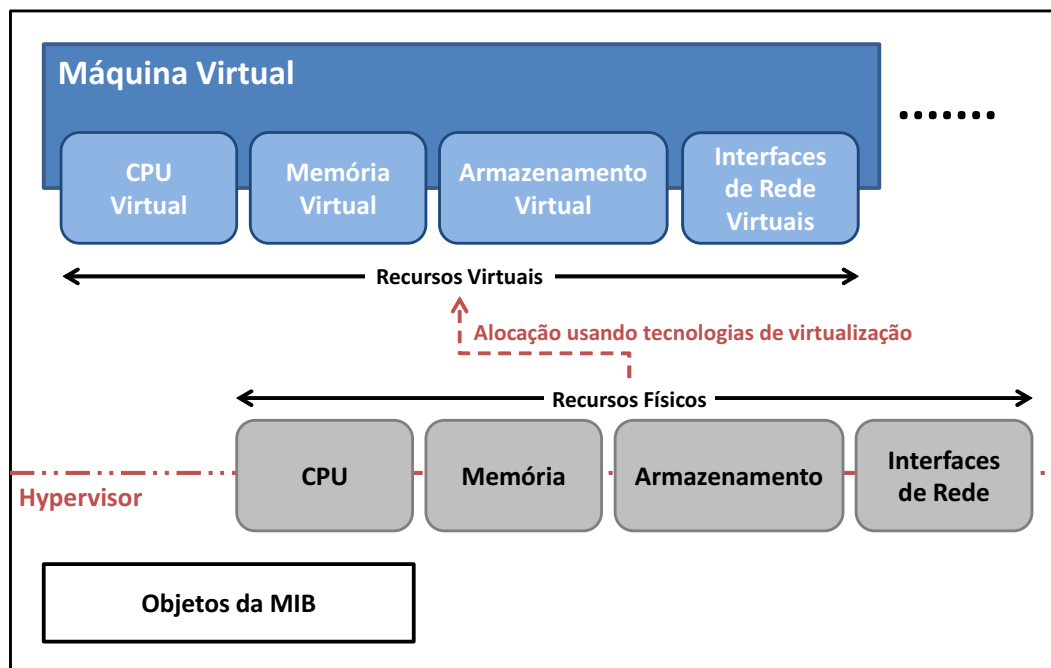 Máquina Virtual
.......
CPU
Virtual
Memória
Virtual
Armazenamento
Virtual
Interfaces
de Rede
Virtuais
Recursos Virtuais
Alocação usando tecnologias de virtualização
Recursos Físicos
CPU
Memória
Armazenamento
Interfaces
de Rede
Hypervisor
Objetos da MIB